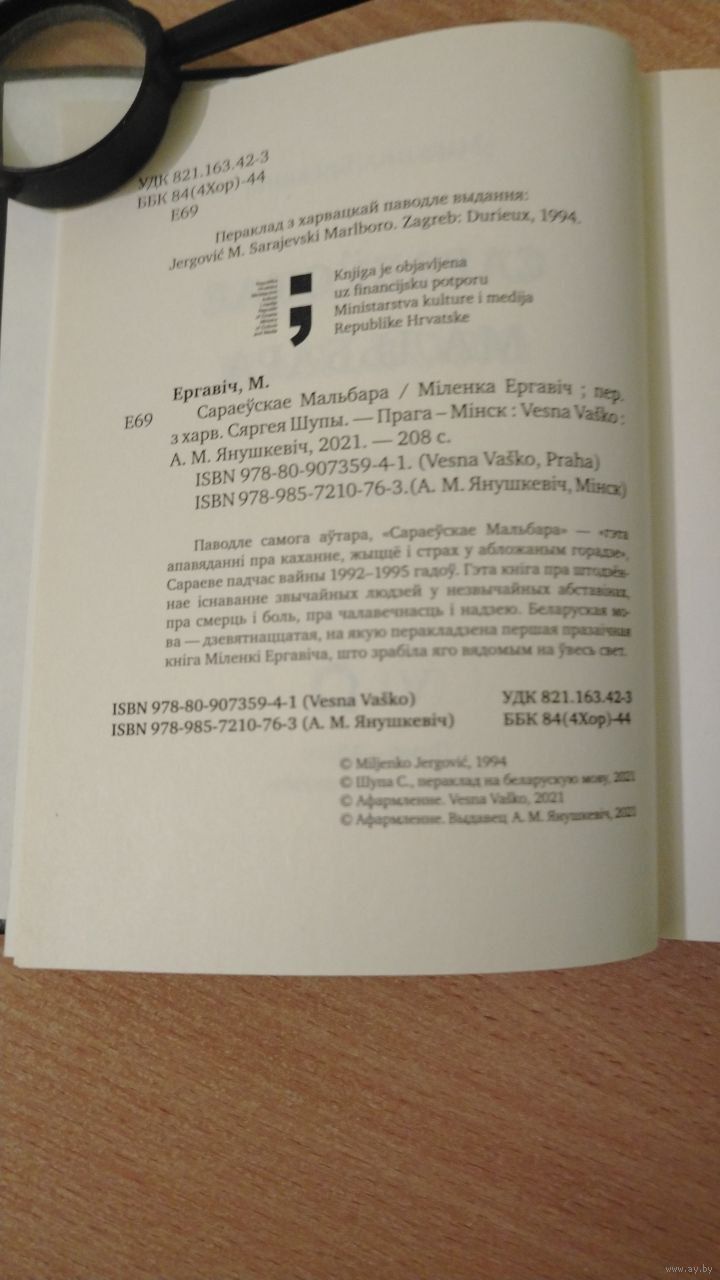 УДК 821.163.42-3
ББК 84(4Хор)-44
Е69
Пераклад з харвацкай паводле выдання:
Jergović M. Sarajevski Marlboro. Zagreb: Durieux, 1994.
Knjiga je objavljena
uz financijsku potporu
Ministarstva kulture i medija
Republike Hrvatske
Ергавіч, М.
Е69 Сараеўскае Мальбара / Міленка Ергавіч ; пер.
з харв. Сяргея Шупы. — Прага – Мінск : Vesna Vaško ;
А. М. Янушкевіч, 2021. — 208 с.
ISBN 978-80-907359-4-1. (Vesna Vaško, Praha)
ISBN 978-985-7210-76-3. (А. М. Янушкевіч, Мінск)
Паводле самога аўтара, «Сараеўскае Мальбара» — «гэта
апавяданні пра каханне, жыццё і страх у абложаным горадзе»,
Сараеве падчас вайны 1992–1995 гадоў. Гэта кніга пра штодзён-
нае існаванне звычайных людзей у незвычайных абставінах,
пра смерць і боль, пра чалавечнасць і надзею. Беларуская мо-
ва — дзевятнаццатая, на якую перакладзена першая празаічная
кніга Міленкі Ергавіча, што зрабіла яго вядомым на ўвесь свет.
ISBN 978-80-907359-4-1 (Vesna Vaško) УДК 821.163.42-3
ISBN 978-985-7210-76-3 (А. М. Янушкевіч) ББК 84(4Хор)-44
© Miljenko Jergović, 1994
© Шупа С., пераклад на беларускую мову, 2021
© Афармленне. Vesna Vaško, 2021
© Афармленне. Выдавец А. М. Янушкевіч, 2021
www.ay.by